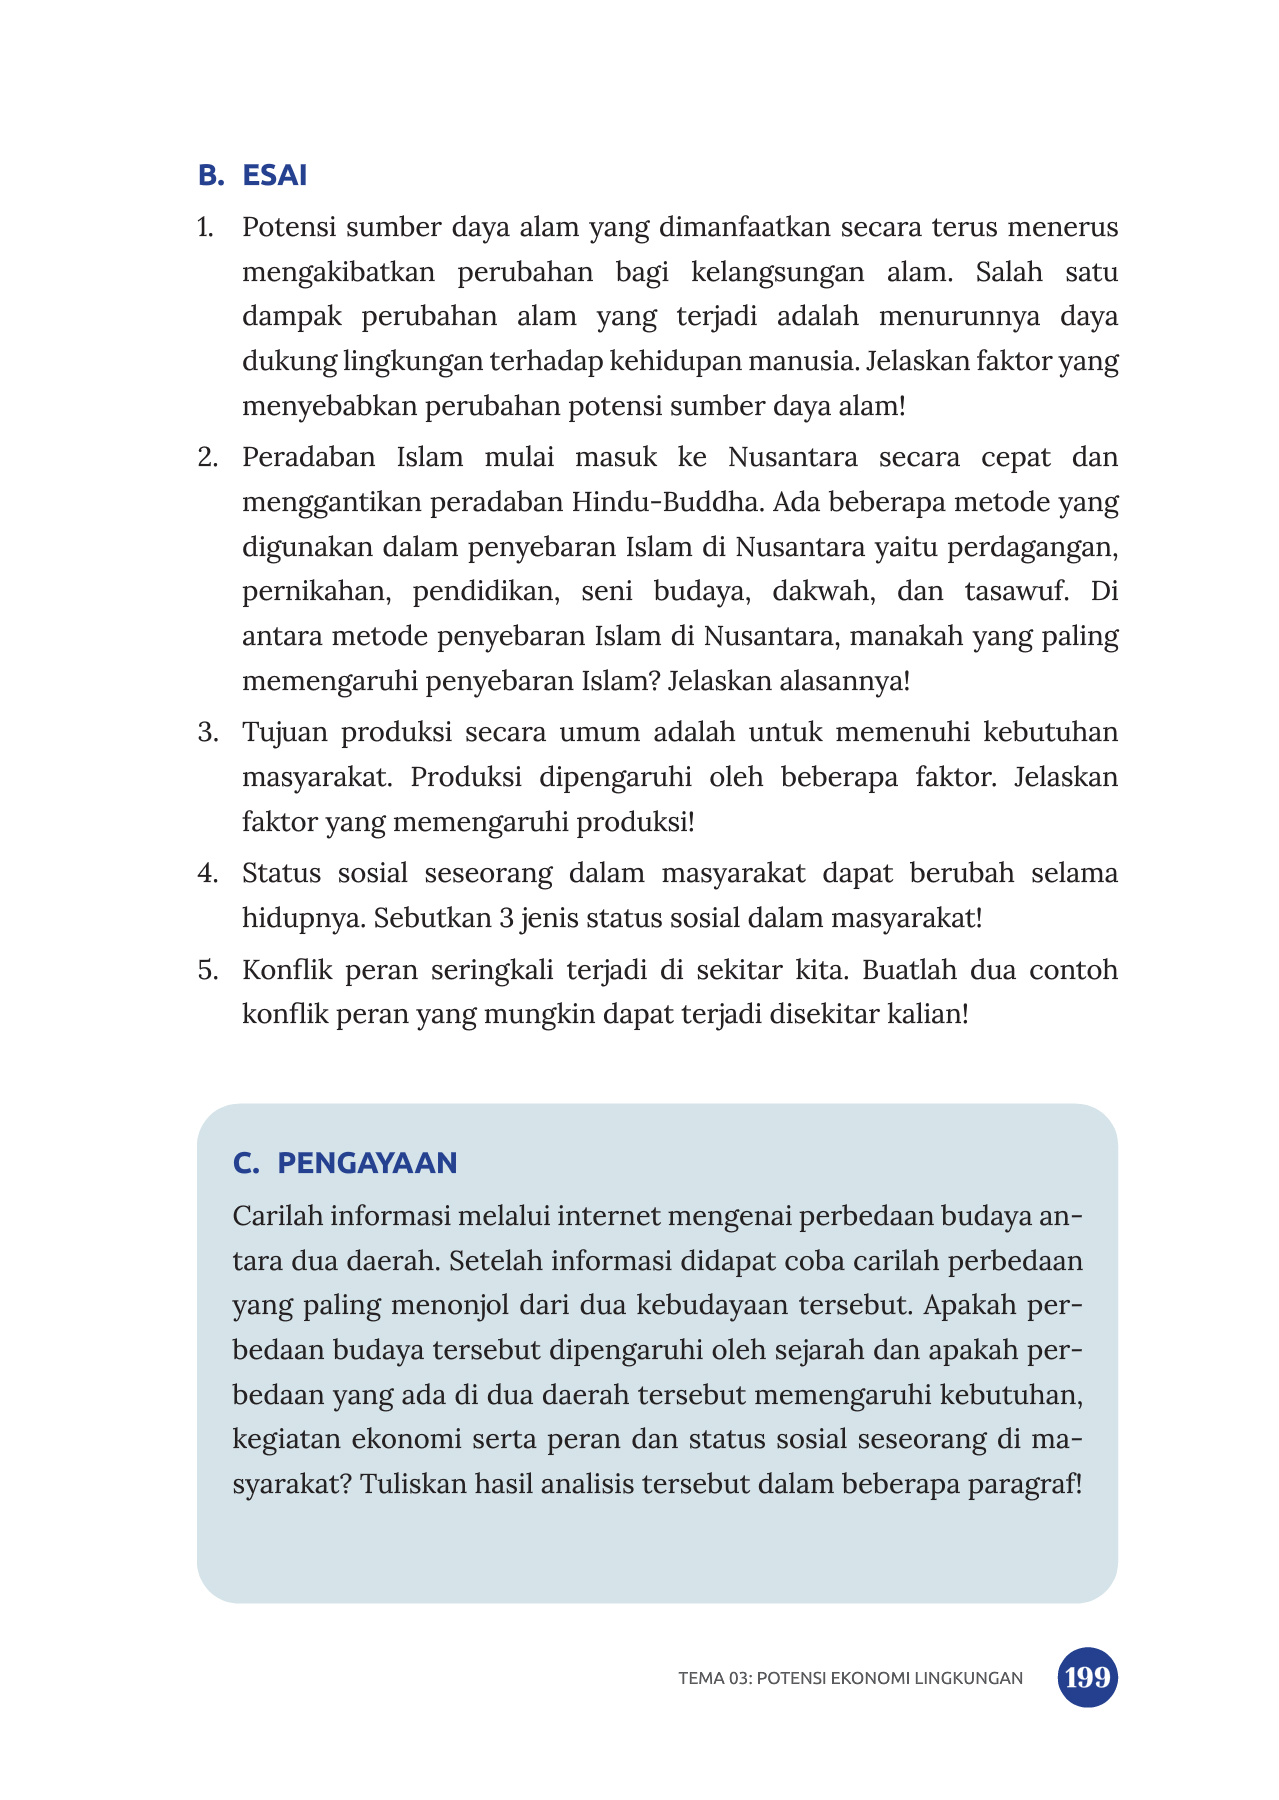 B. ESAI
1. Potensi sumber daya alam yang dimanfaatkan secara terus menerus
mengakibatkan perubahan bagi kelangsungan alam. Salah satu
dampak perubahan alam yang terjadi adalah menurunnya daya
dukung lingkungan terhadap kehidupan manusia. Jelaskan faktor yang
menyebabkan perubahan potensi sumber daya alam!
2. Peradaban Islam mulai masuk ke Nusantara secara cepat dan
menggantikan peradaban Hindu-Buddha. Ada beberapa metode yang
digunakan dalam penyebaran Islam di Nusantara yaitu perdagangan,
pernikahan, pendidikan, seni budaya, dakwah, dan tasawuf. Di
antara metode penyebaran Islam di Nusantara, manakah yang paling
memengaruhi penyebaran Islam? Jelaskan alasannya!
3. Tujuan produksi secara umum adalah untuk memenuhi kebutuhan
masyarakat. Produksi dipengaruhi oleh beberapa faktor. Jelaskan
faktor yang memengaruhi produksi!
4. Status sosial seseorang dalam masyarakat dapat berubah selama
hidupnya. Sebutkan 3 jenis status sosial dalam masyarakat!
5. Konflik peran seringkali terjadi di sekitar kita. Buatlah dua contoh
konflik peran yang mungkin dapat terjadi disekitar kalian!
C. PENGAYAAN
Carilah informasi melalui internet mengenai perbedaan budaya an-
tara dua daerah. Setelah informasi didapat coba carilah perbedaan
yang paling menonjol dari dua kebudayaan tersebut. Apakah per-
bedaan budaya tersebut dipengaruhi oleh sejarah dan apakah per-
bedaan yang ada di dua daerah tersebut memengaruhi kebutuhan,
kegiatan ekonomi serta peran dan status sosial seseorang di ma-
syarakat? Tuliskan hasil analisis tersebut dalam beberapa paragraf!
TEMA 03: POTENSI EKONOMI LINGKUNGAN 199